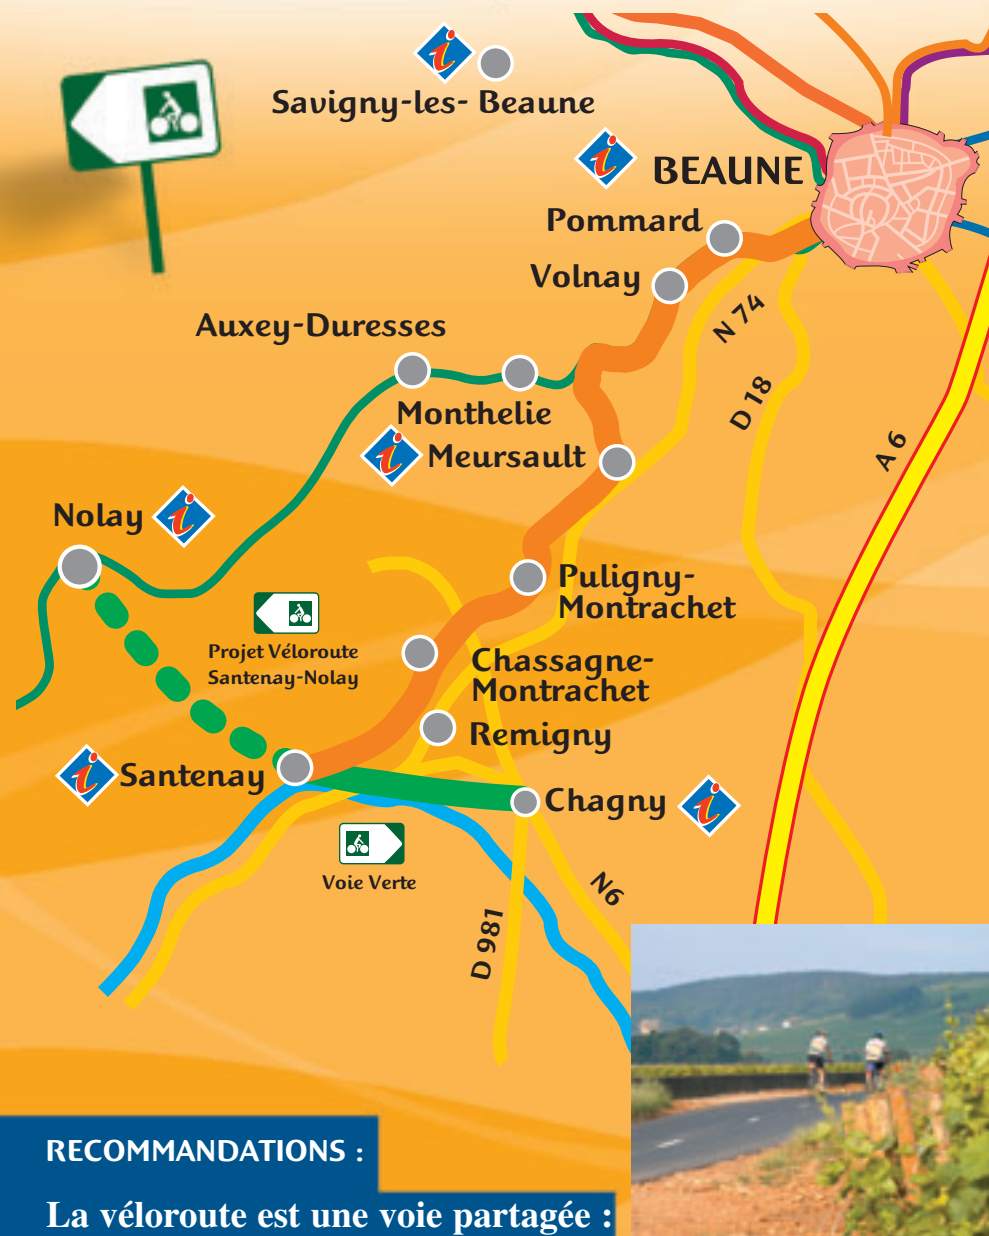 Savigny-les- Beaune
BEAUNE
Pommard
Volnay
Auxey-Duresses
N 74
Monthelie
D 18
Meursault
A 6
Nolay
Puligny-
Montrachet
Projet Véloroute
Santenay-Nolay
Chassagne-
Montrachet
Remigny
Santenay
Chagny
Voie Verte
N6
D 981
RECOMMANDATIONS :
La véloroute est une voie partagée :